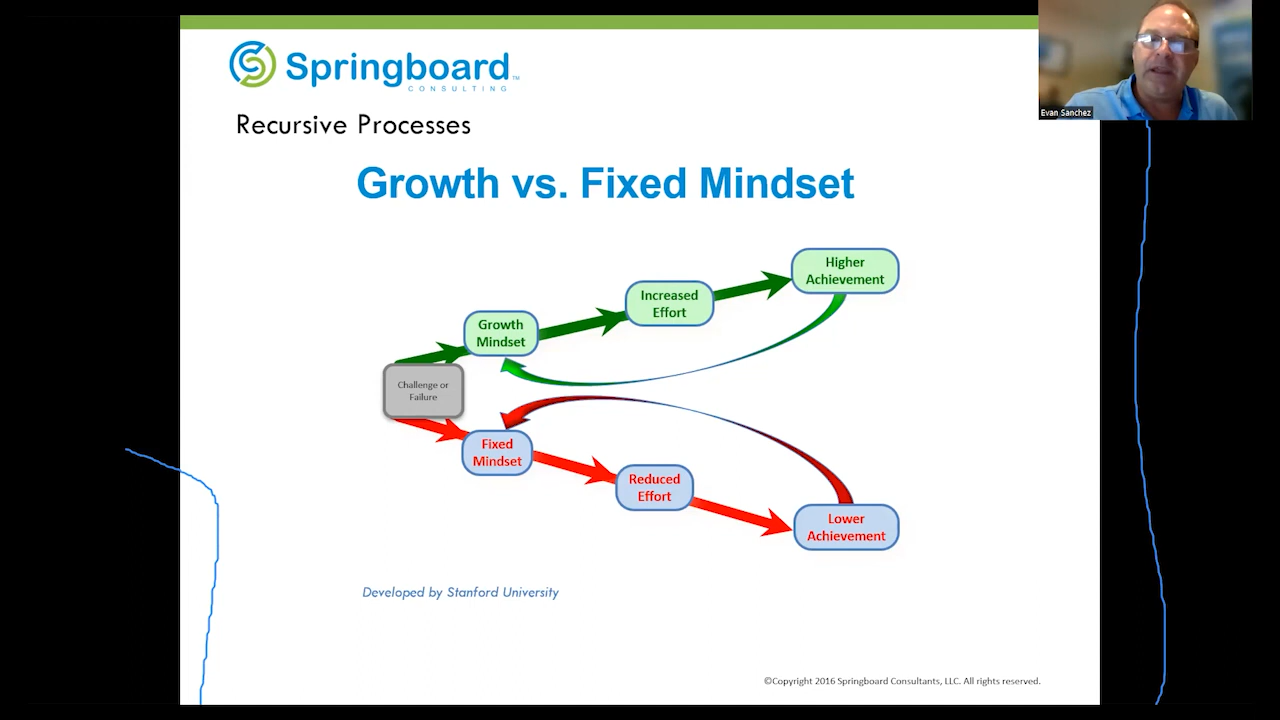 Springboard™
CONSULTING
Evan Sanchez
Recursive Processes
Growth vs. Fixed Mindset
Higher
Achievement
Increased
Effort
Growth
Mindset
Challenge or
Failure
Fixed
Mindset
Reduced
Effort
Lower
Achievement
Developed by Stanford University
©Copyright 2016 Springboard Consultants, LLC. All rights reserved.